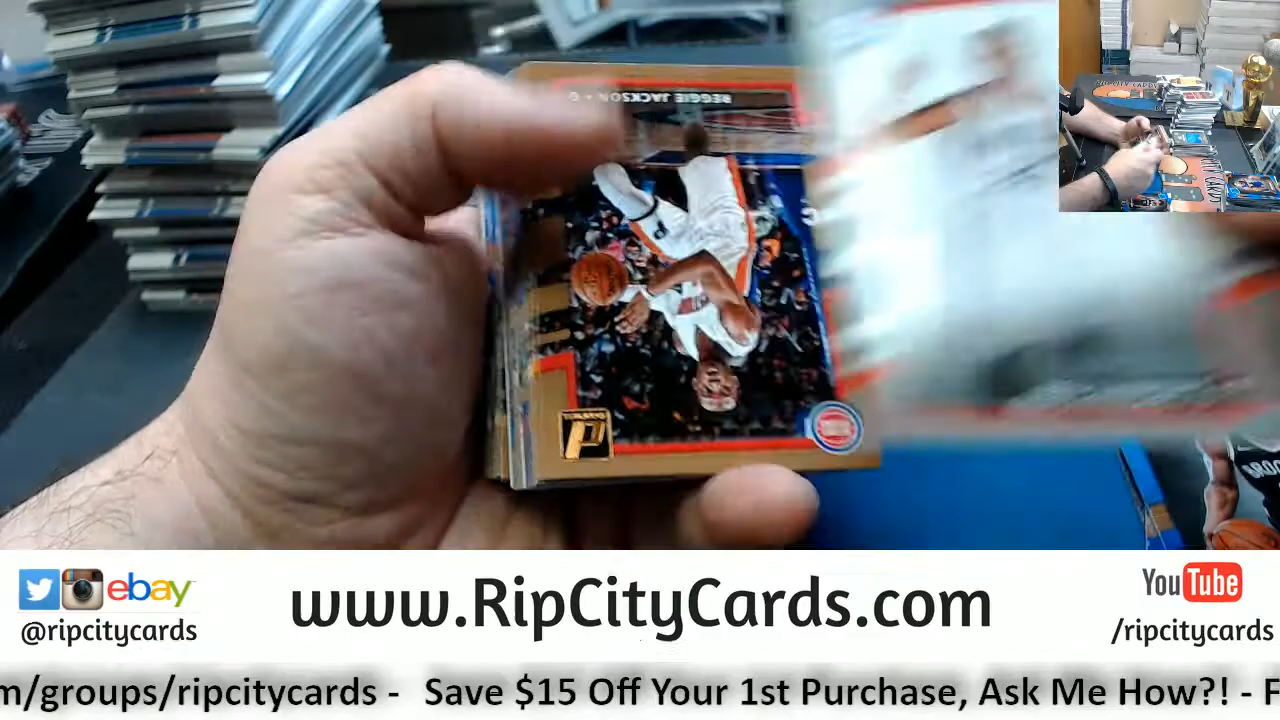 REGGIE JACKSON • G
P
ebay
@ripcitycards
www.RipCityCards.com
YouTube
/ripcitycards
m/groups/ripcitycards - Save $15 Off Your 1st Purchase, Ask Me How?! - F